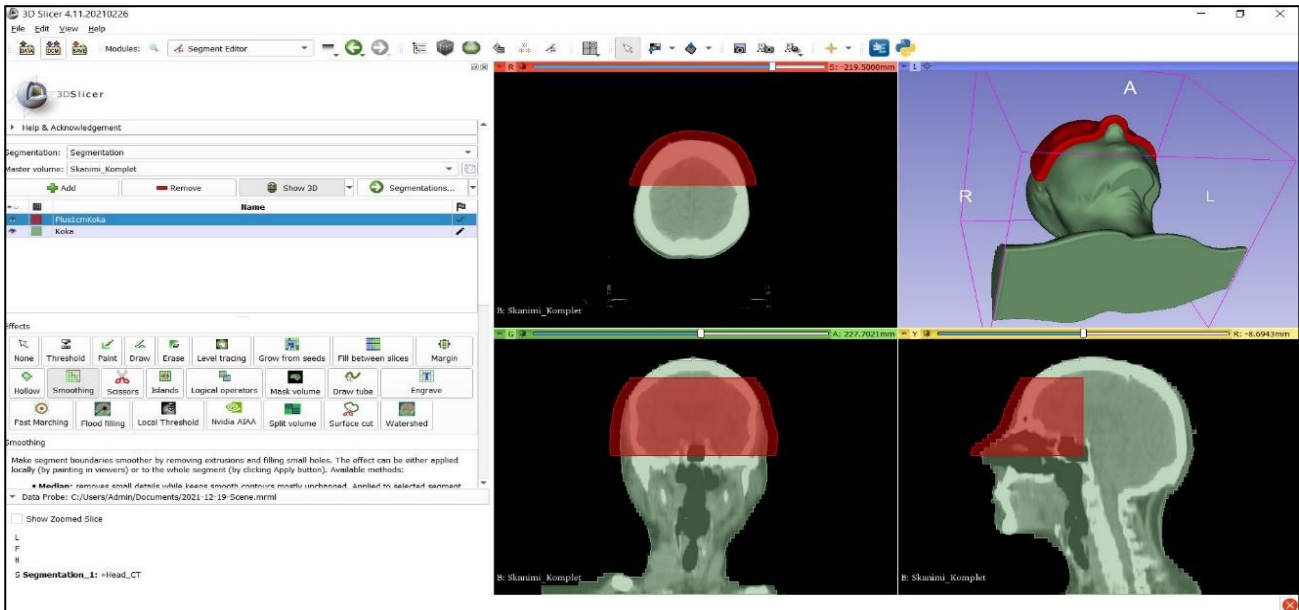 3D Slicer 4.11.20210226
File Edit View Help
DATA DCM SAVE Modules: Segment Editor
3DSlicer
Help & Acknowledgement
Segmentation: Segmentation
Master volume: Skanimi_Komplet
Add Remove Show 3D Segmentations...
Name
Plus1cmKoka
Koka
Effects
None Threshold Paint Draw Erase Level tracing Grow from seeds Fill between slices Margin
Hollow Smoothing Scissors Islands Logical operators Mask volume Draw tube Engrave
Fast Marching Flood filling Local Threshold Nvidia AIAA Split volume Surface cut Watershed
Smoothing
Make segment boundaries smoother by removing extrusions and filling small holes. The effect can be either applied
locally (by painting in viewers) or to the whole segment (by clicking Apply button). Available methods:
• Median: removes small details while keeps smooth contours mostly unchanged. Applied to selected segment
Data Probe: C:/Users/Admin/Documents/2021-12-19-Scene.mrml
Show Zoomed Slice
L
F
B
S Segmentation_1: =Head_CT
R S: -219.5000mm
B: Skanimi_Komplet
1
A
R
L
G A: 227.7021mm
B: Skanimi_Komplet
Y R: -8.6943mm
B: Skanimi_Komplet